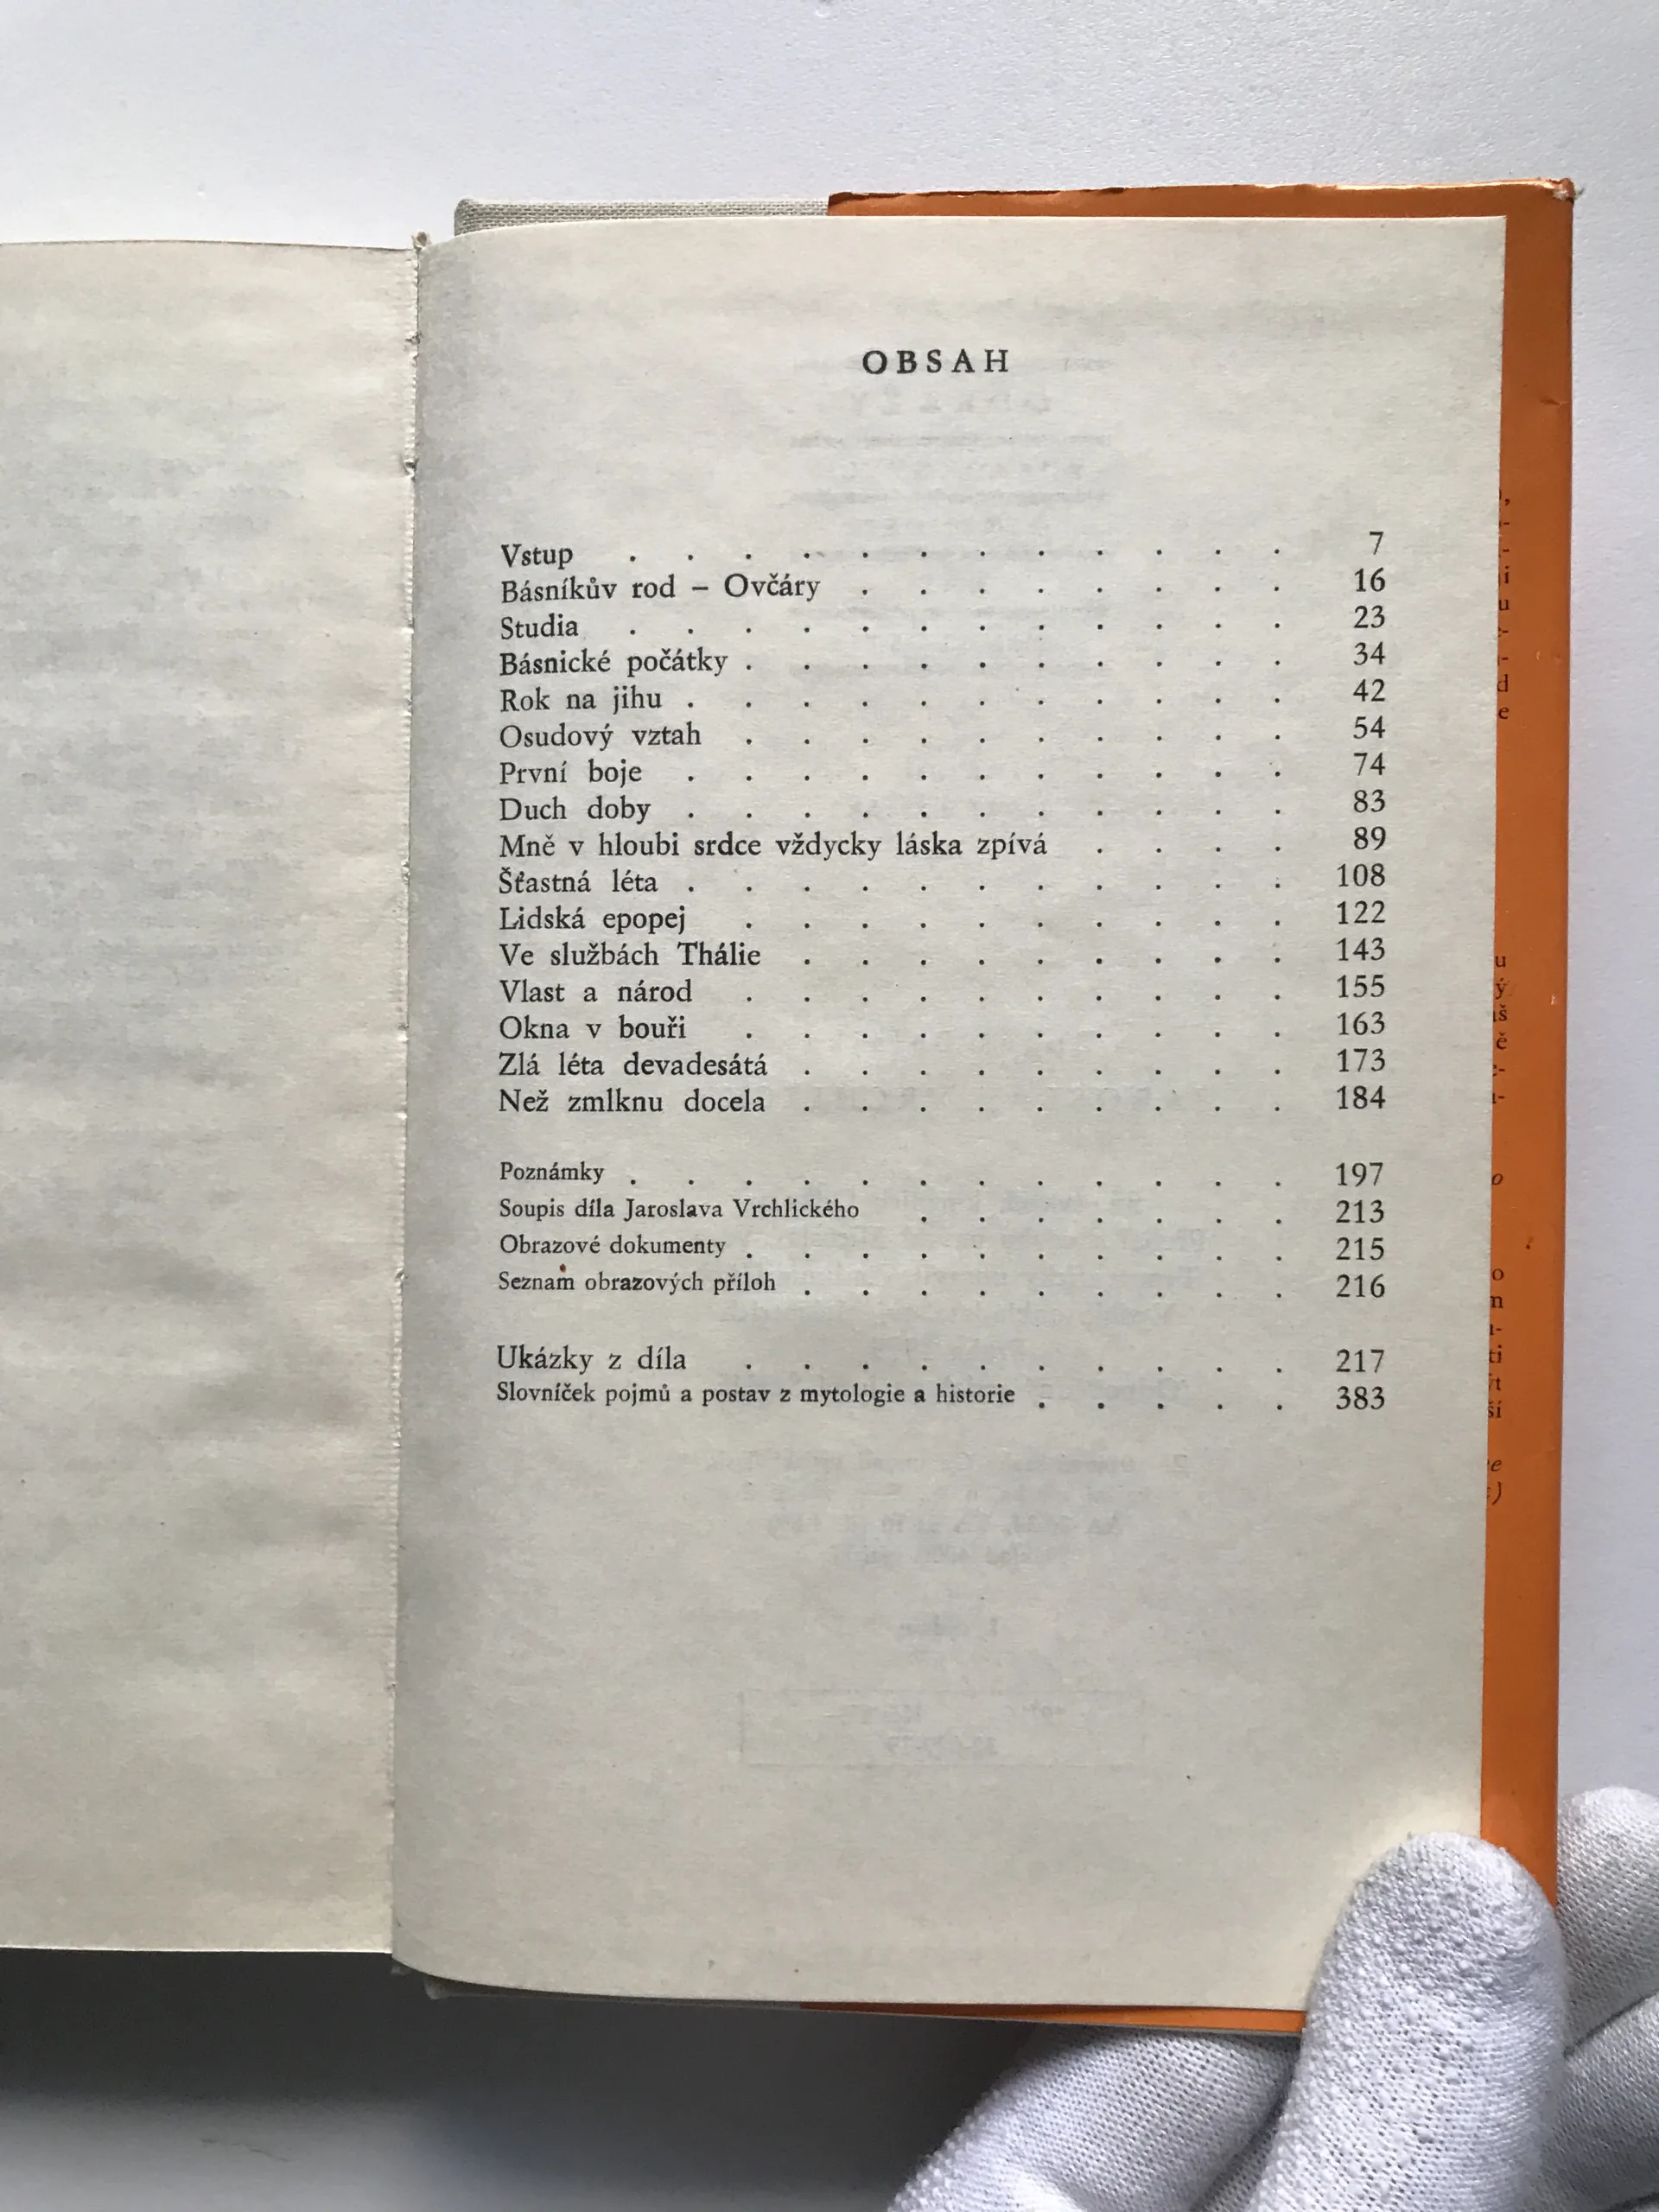 OBSAH
Vstup . . . . . . . . . . . . 7
Básníkův rod – Ovčáry . . . . . . . . 16
Studia . . . . . . . . . . . . 23
Básnické počátky . . . . . . . . . . 34
Rok na jihu . . . . . . . . . . . 42
Osudový vztah . . . . . . . . . . 54
První boje . . . . . . . . . . . 74
Duch doby . . . . . . . . . . . 83
Mně v hloubi srdce vždycky láska zpívá . . . . 89
Šťastná léta . . . . . . . . . . . 108
Lidská epopej . . . . . . . . . . 122
Ve službách Thálie . . . . . . . . . 143
Vlast a národ . . . . . . . . . . 155
Okna v bouři . . . . . . . . . . 163
Zlá léta devadesátá . . . . . . . . . 173
Než zmlknu docela . . . . . . . . . 184
Poznámky . . . . . . . . . . . . 197
Soupis díla Jaroslava Vrchlického . . . . . . . 213
Obrazové dokumenty . . . . . . . . . . 215
Seznam obrazových příloh . . . . . . . . . 216
Ukázky z díla . . . . . . . . . . 217
Slovníček pojmů a postav z mytologie a historie . . . . . 383